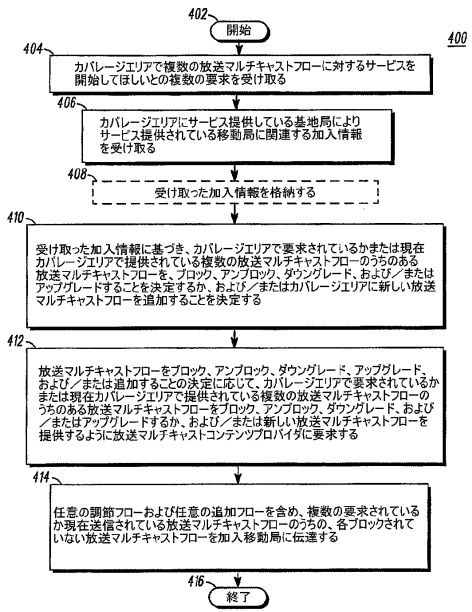 402
開始
400
404
カバレージエリアで複数の放送マルチキャストフローに対するサービスを
開始してほしいとの複数の要求を受け取る
406
カバレージエリアにサービス提供している基地局により
サービス提供されている移動局に関連する加入情報
を受け取る
408
受け取った加入情報を格納する
410
受け取った加入情報に基づき、カバレージエリアで要求されているかまたは現在
カバレージエリアで提供されている複数の放送マルチキャストフローのうちのある
放送マルチキャストフローを、ブロック、アンブロック、ダウングレード、および／または
アップグレードすることを決定するか、および／またはカバレージエリアに新しい放送
マルチキャストフローを追加することを決定する
412
放送マルチキャストフローをブロック、アンブロック、ダウングレード、アップグレード、
および／または追加することの決定に応じて、カバレージエリアで要求されているか
または現在カバレージエリアで提供されている複数の放送マルチキャストフローの
うちのある放送マルチキャストフローをブロック、アンブロック、ダウングレード、および
／またはアップグレードするか、および／または新しい放送マルチキャストフローを
提供するように放送マルチキャストコンテンツプロバイダに要求する
414
任意の調節フローおよび任意の追加フローを含め、複数の要求されている
か現在送信されている放送マルチキャストフローのうちの、各ブロックされて
いない放送マルチキャストフローを加入移動局に伝達する
416
終了